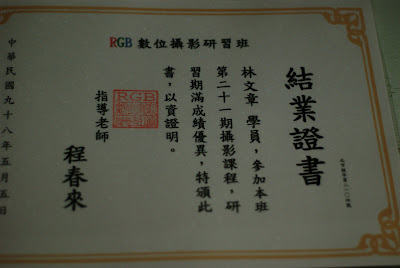 RGB 數位攝影研習班
結業證書
林文章 學員，參加本班
第二十一期攝影課程，研
習期滿成績優異，特頒此
書，以資證明。
指導老師
程春來
RGB
中華民國九十八年五月五日